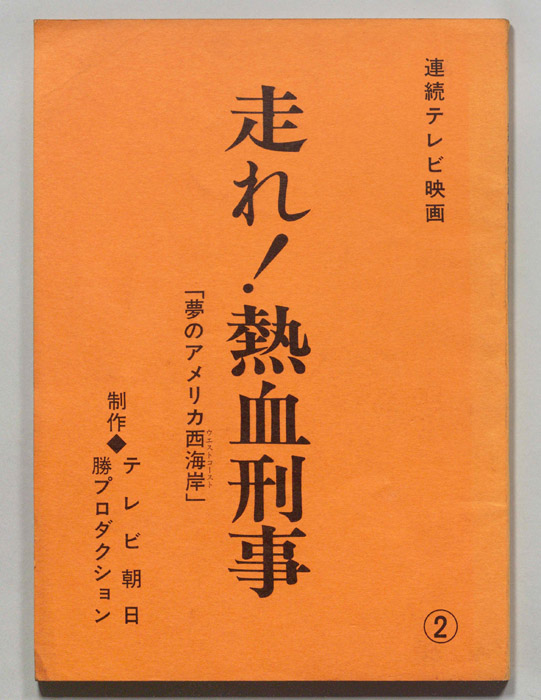 連続テレビ映画
走れ!熱血刑事
「夢のアメリカ西海岸」
ウエストコースト
制作◆
テレビ朝日
勝プロダクション
②